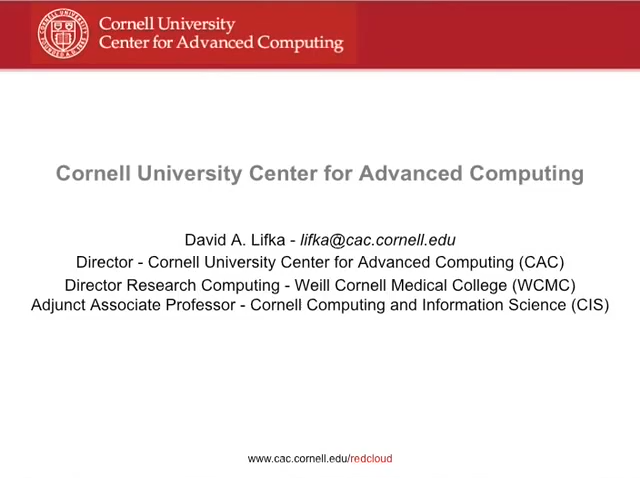 Cornell University
Center for Advanced Computing
Cornell University Center for Advanced Computing
David A. Lifka - lifka@cac.cornell.edu
Director - Cornell University Center for Advanced Computing (CAC)
Director Research Computing - Weill Cornell Medical College (WCMC)
Adjunct Associate Professor - Cornell Computing and Information Science (CIS)
www.cac.cornell.edu/redcloud